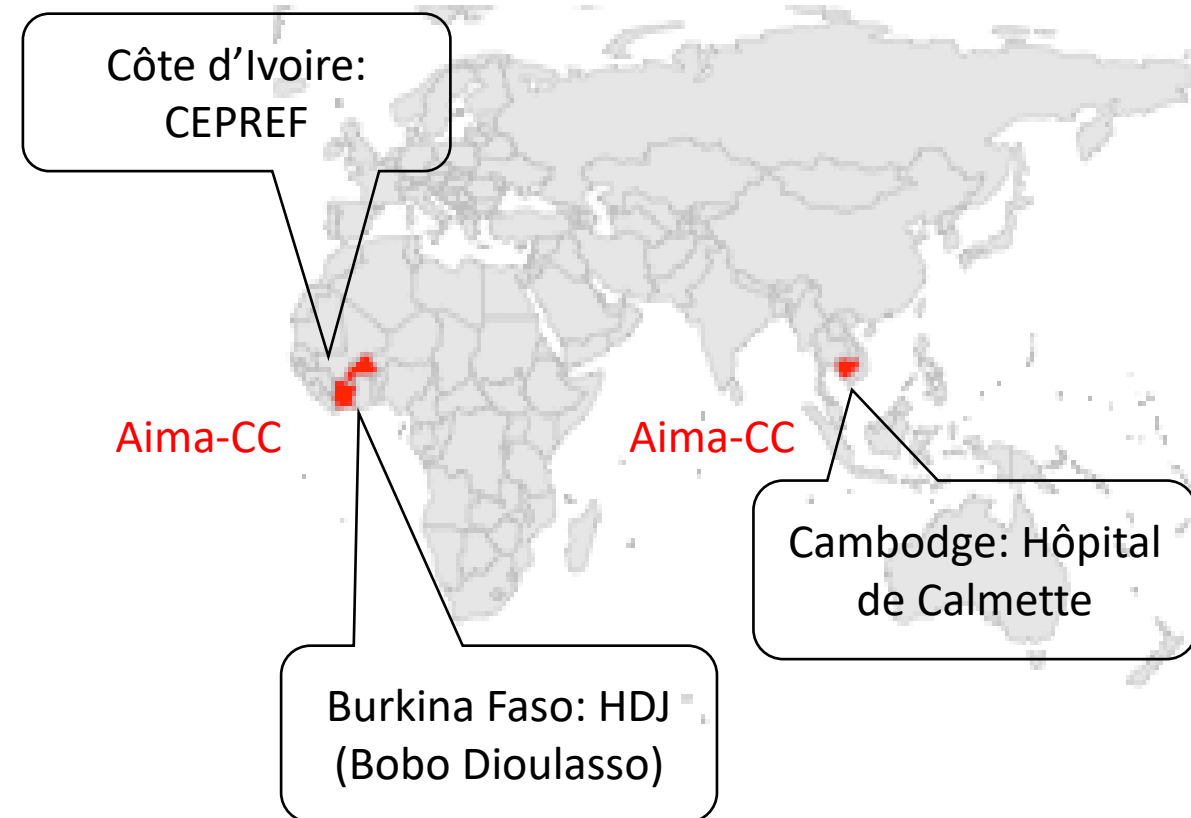 Côte d’Ivoire:
CEPREF
Aima-CC
Aima-CC
Cambodge: Hôpital
de Calmette
Burkina Faso: HDJ
(Bobo Dioulasso)